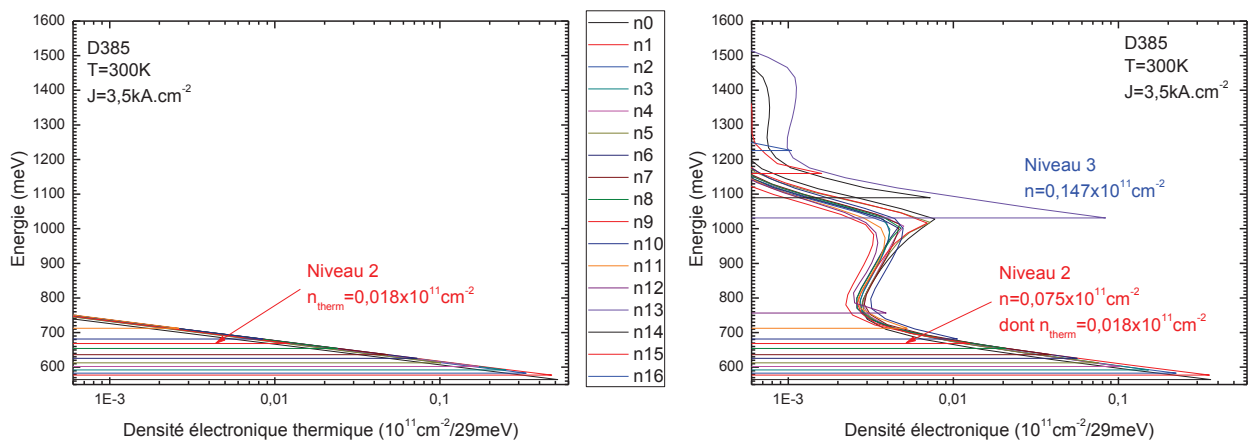 D385
T=300K
J=3,5kA.cm-2
Niveau 2
ntherm=0,018x1011cm-2
1600
1500
1400
1300
1200
1100
1000
900
800
700
600
Energie (meV)
1E-3
0,01
0,1
Densité électronique thermique (1011cm-2/29meV)
n0
n1
n2
n3
n4
n5
n6
n7
n8
n9
n10
n11
n12
n13
n14
n15
n16
D385
T=300K
J=3,5kA.cm-2
Niveau 3
n=0,147x1011cm-2
Niveau 2
n=0,075x1011cm-2
dont ntherm=0,018x1011cm-2
1600
1500
1400
1300
1200
1100
1000
900
800
700
600
Energie (meV)
1E-3
0,01
0,1
Densité électronique (1011cm-2/29meV)